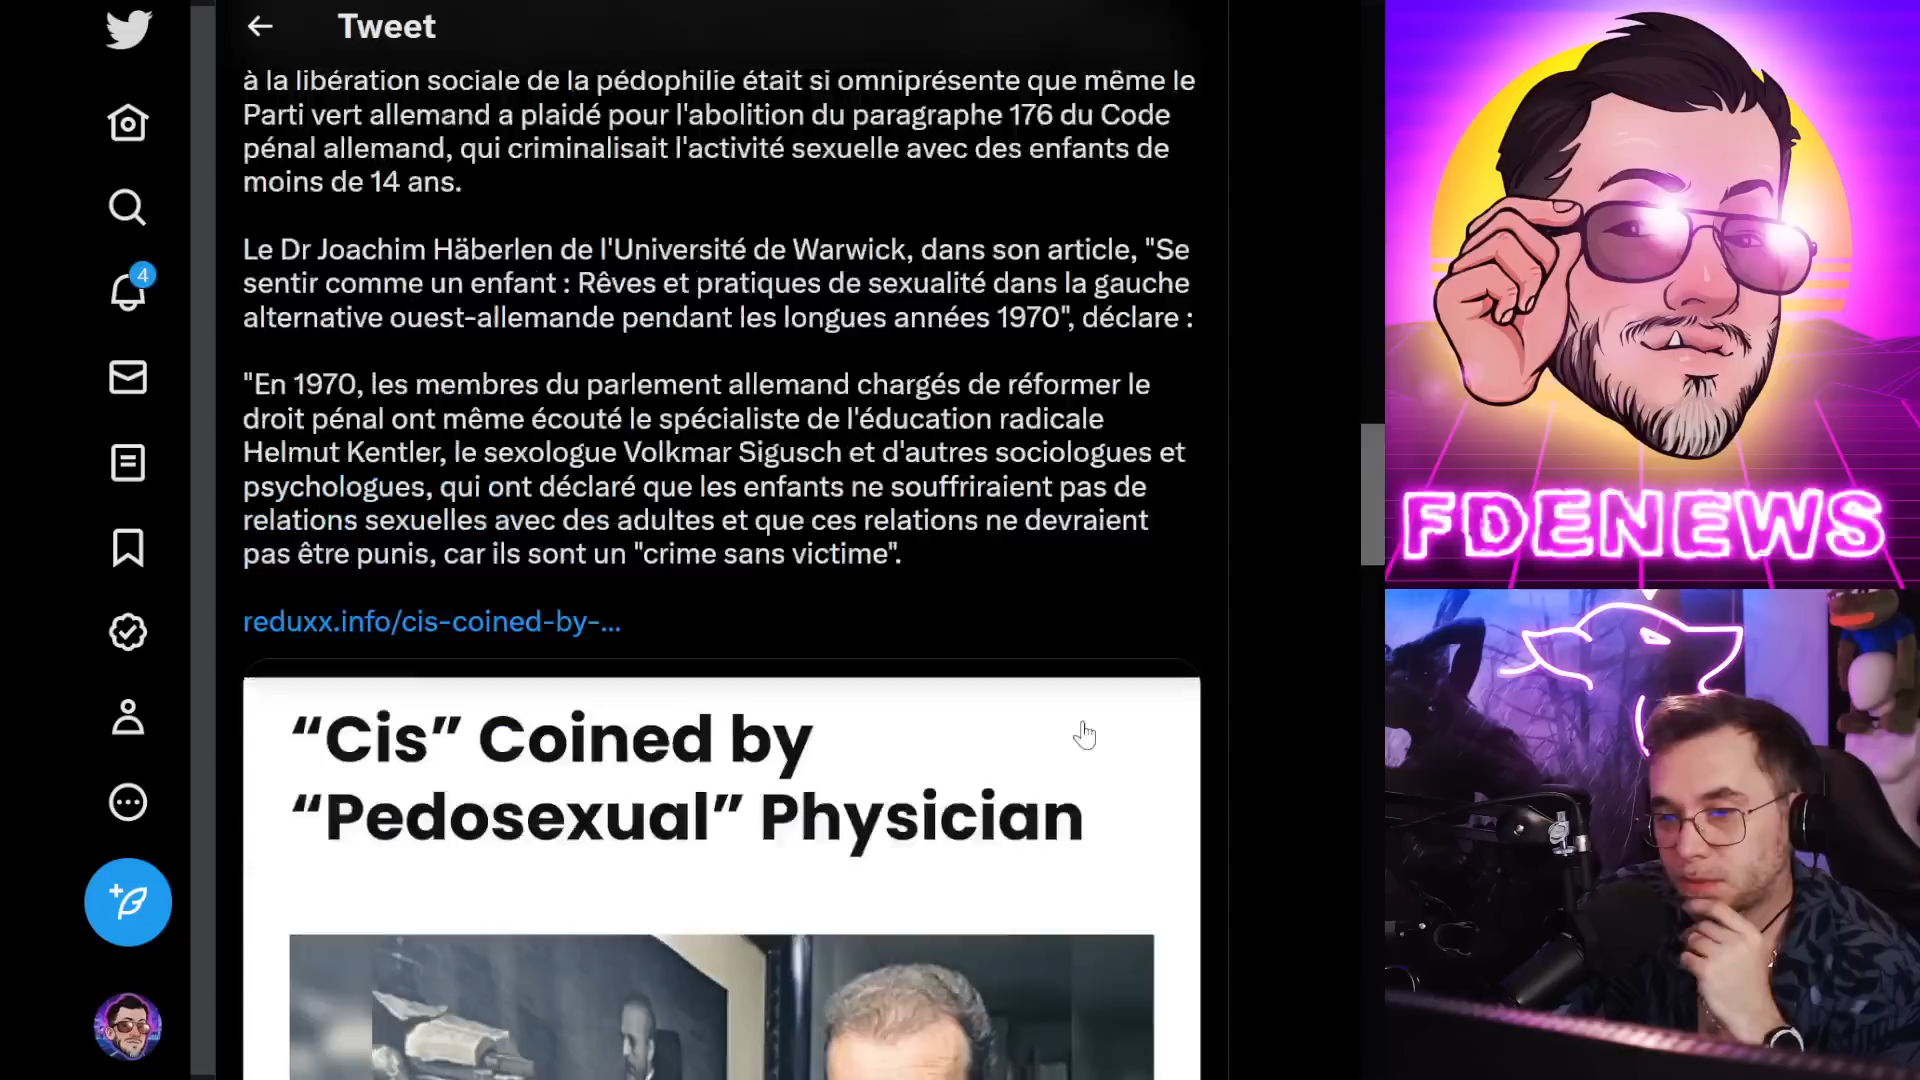 Tweet
à la libération sociale de la pédophilie était si omniprésente que même le
Parti vert allemand a plaidé pour l'abolition du paragraphe 176 du Code
pénal allemand, qui criminalisait l'activité sexuelle avec des enfants de
moins de 14 ans.
Le Dr Joachim Häberlen de l'Université de Warwick, dans son article, "Se
sentir comme un enfant : Rêves et pratiques de sexualité dans la gauche
alternative ouest-allemande pendant les longues années 1970", déclare :
"En 1970, les membres du parlement allemand chargés de réformer le
droit pénal ont même écouté le spécialiste de l'éducation radicale
Helmut Kentler, le sexologue Volkmar Sigusch et d'autres sociologues et
psychologues, qui ont déclaré que les enfants ne souffriraient pas de
relations sexuelles avec des adultes et que ces relations ne devraient
pas être punis, car ils sont un "crime sans victime".
reduxx.info/cis-coined-by-...
“Cis” Coined by
“Pedosexual” Physician
4
FDENEWS